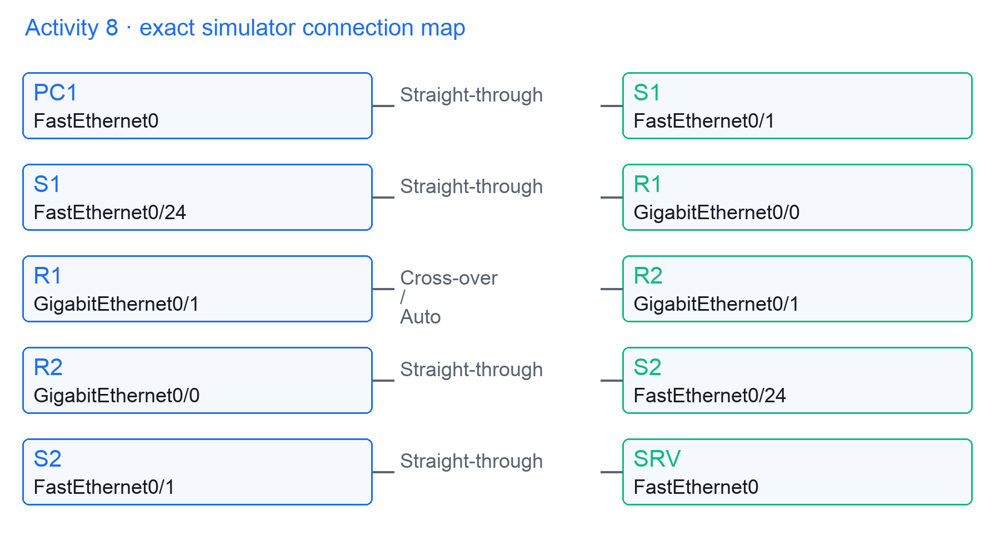 Activity 8 · exact simulator connection map
PC1
FastEthernet0
Straight-through
S1
FastEthernet0/1
S1
FastEthernet0/24
Straight-through
R1
GigabitEthernet0/0
R1
GigabitEthernet0/1
Cross-over
/
Auto
R2
GigabitEthernet0/1
R2
GigabitEthernet0/0
Straight-through
S2
FastEthernet0/24
S2
FastEthernet0/1
Straight-through
SRV
FastEthernet0